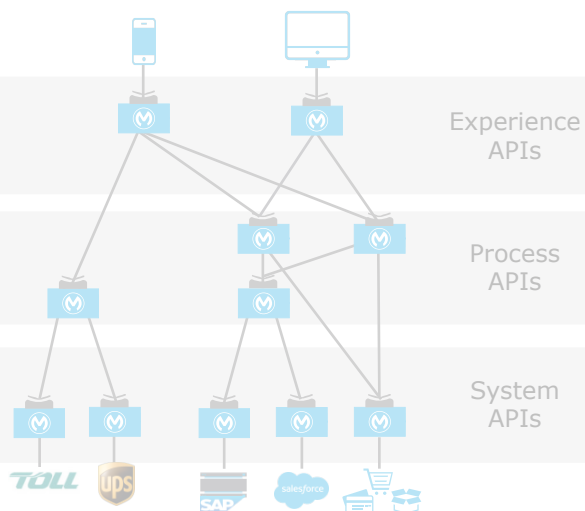 Experience
APIs
Process
APIs
System
APIs
TOLL
ups
SAP
salesforce